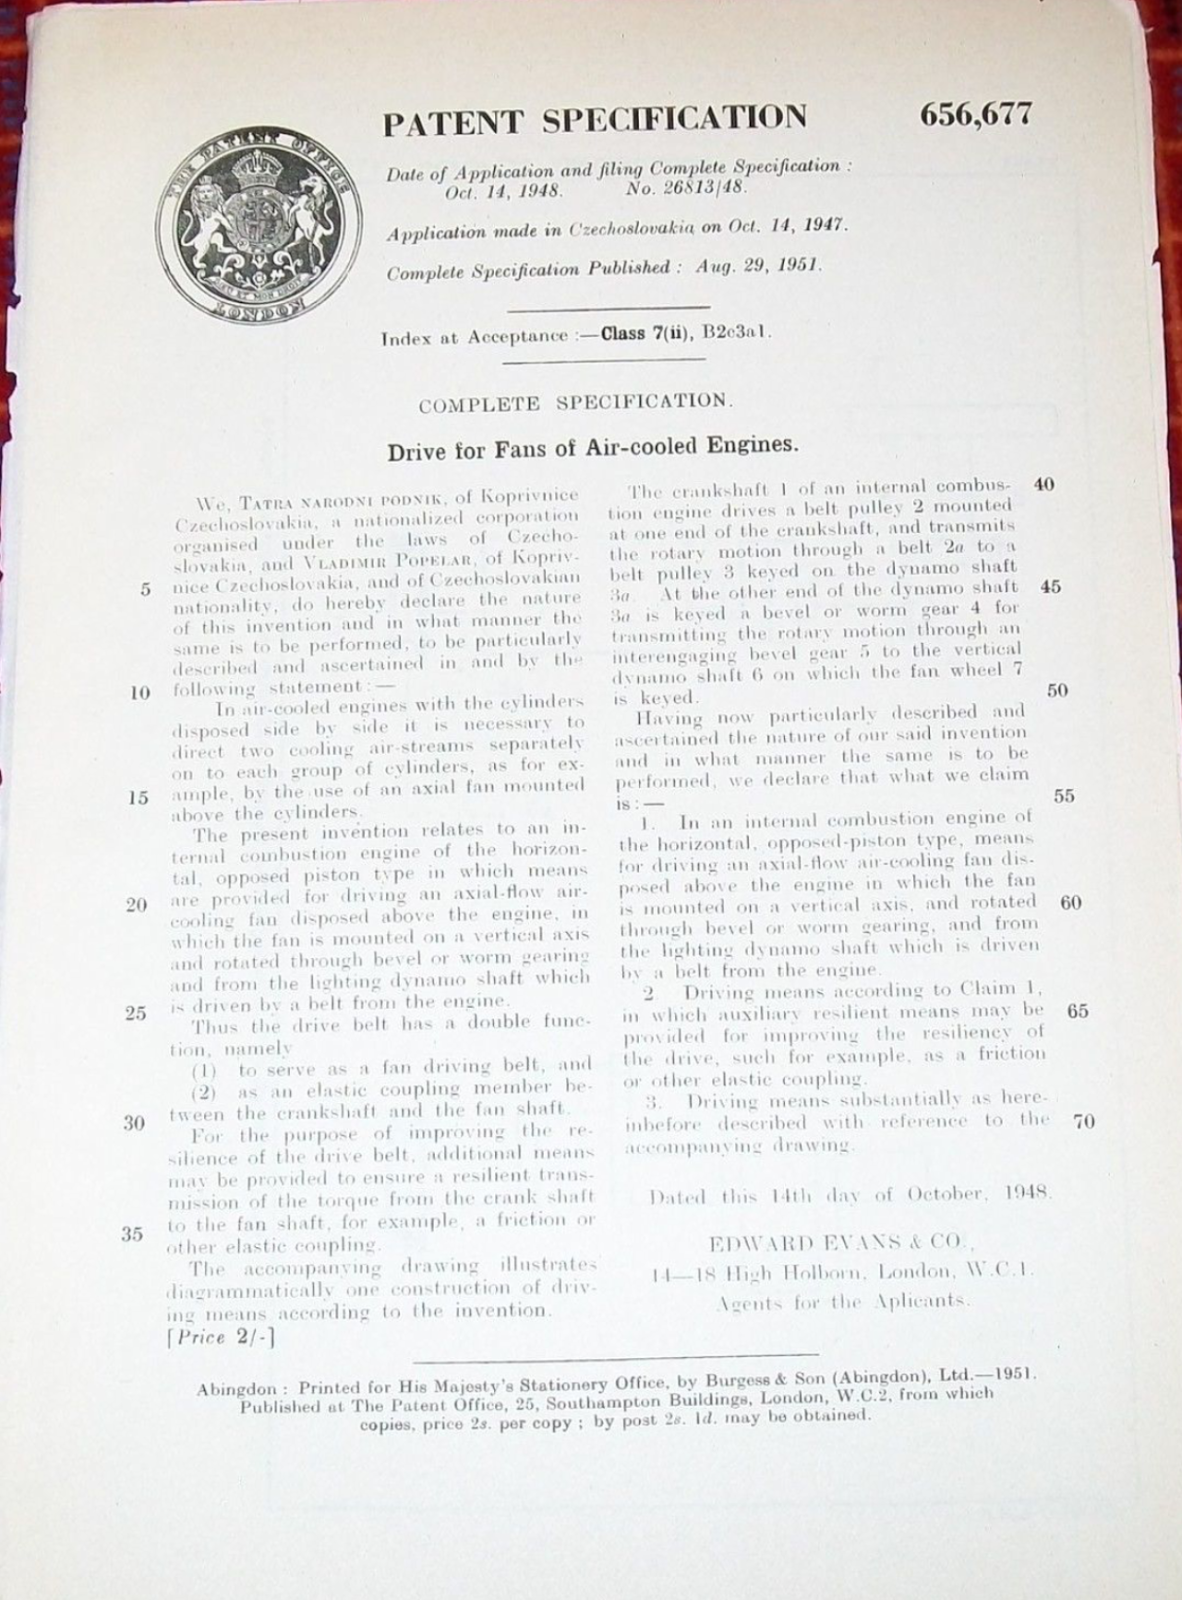 PATENT SPECIFICATION 656,677
THE PATENT OFFICE
LONDON
Date of Application and filing Complete Specification :
Oct. 14, 1948. No. 26813/48.
Application made in Czechoslovakia on Oct. 14, 1947.
Complete Specification Published : Aug. 29, 1951.
Index at Acceptance :—Class 7(ii), B2c3a1.
COMPLETE SPECIFICATION.
Drive for Fans of Air-cooled Engines.
We, TATRA NARODNI PODNIK, of Koprivnice
Czechoslovakia, a nationalized corporation
organised under the laws of Czecho-
slovakia, and VLADIMIR POPELAR, of Kopriv-
5 nice Czechoslovakia, and of Czechoslovakian
nationality, do hereby declare the nature
of this invention and in what manner the
same is to be performed, to be particularly
described and ascertained in and by the
10 following statement :—
In air-cooled engines with the cylinders
disposed side by side it is necessary to
direct two cooling air-streams separately
on to each group of cylinders, as for ex-
15 ample, by the use of an axial fan mounted
above the cylinders.
The present invention relates to an in-
ternal combustion engine of the horizon-
tal, opposed piston type in which means
20 are provided for driving an axial-flow air-
cooling fan disposed above the engine, in
which the fan is mounted on a vertical axis
and rotated through bevel or worm gearing
and from the lighting dynamo shaft which
25 is driven by a belt from the engine.
Thus the drive belt has a double func-
tion, namely
(1) to serve as a fan driving belt, and
(2) as an elastic coupling member be-
30 tween the crankshaft and the fan shaft.
For the purpose of improving the re-
silience of the drive belt, additional means
may be provided to ensure a resilient trans-
mission of the torque from the crank shaft
35 to the fan shaft, for example, a friction or
other elastic coupling.
The accompanying drawing illustrates
diagrammatically one construction of driv-
ing means according to the invention.
[Price 2/-]
The crankshaft 1 of an internal combus- 40
tion engine drives a belt pulley 2 mounted
at one end of the crankshaft, and transmits
the rotary motion through a belt 2a to a
belt pulley 3 keyed on the dynamo shaft
3a. At the other end of the dynamo shaft 45
3a is keyed a bevel or worm gear 4 for
transmitting the rotary motion through an
interengaging bevel gear 5 to the vertical
dynamo shaft 6 on which the fan wheel 7
is keyed. 50
Having now particularly described and
ascertained the nature of our said invention
and in what manner the same is to be
performed, we declare that what we claim
is :— 55
1. In an internal combustion engine of
the horizontal, opposed-piston type, means
for driving an axial-flow air-cooling fan dis-
posed above the engine in which the fan
is mounted on a vertical axis, and rotated 60
through bevel or worm gearing, and from
the lighting dynamo shaft which is driven
by a belt from the engine.
2 Driving means according to Claim 1,
in which auxiliary resilient means may be 65
provided for improving the resiliency of
the drive, such for example, as a friction
or other elastic coupling.
3. Driving means substantially as here-
inbefore described with reference to the 70
accompanying drawing.
Dated this 14th day of October, 1948.
EDWARD EVANS & CO.,
14—18 High Holborn, London, W.C.1.
Agents for the Aplicants.
Abingdon : Printed for His Majesty's Stationery Office, by Burgess & Son (Abingdon), Ltd.—1951.
Published at The Patent Office, 25, Southampton Buildings, London, W.C.2, from which
copies, price 2s. per copy ; by post 2s. 1d. may be obtained.